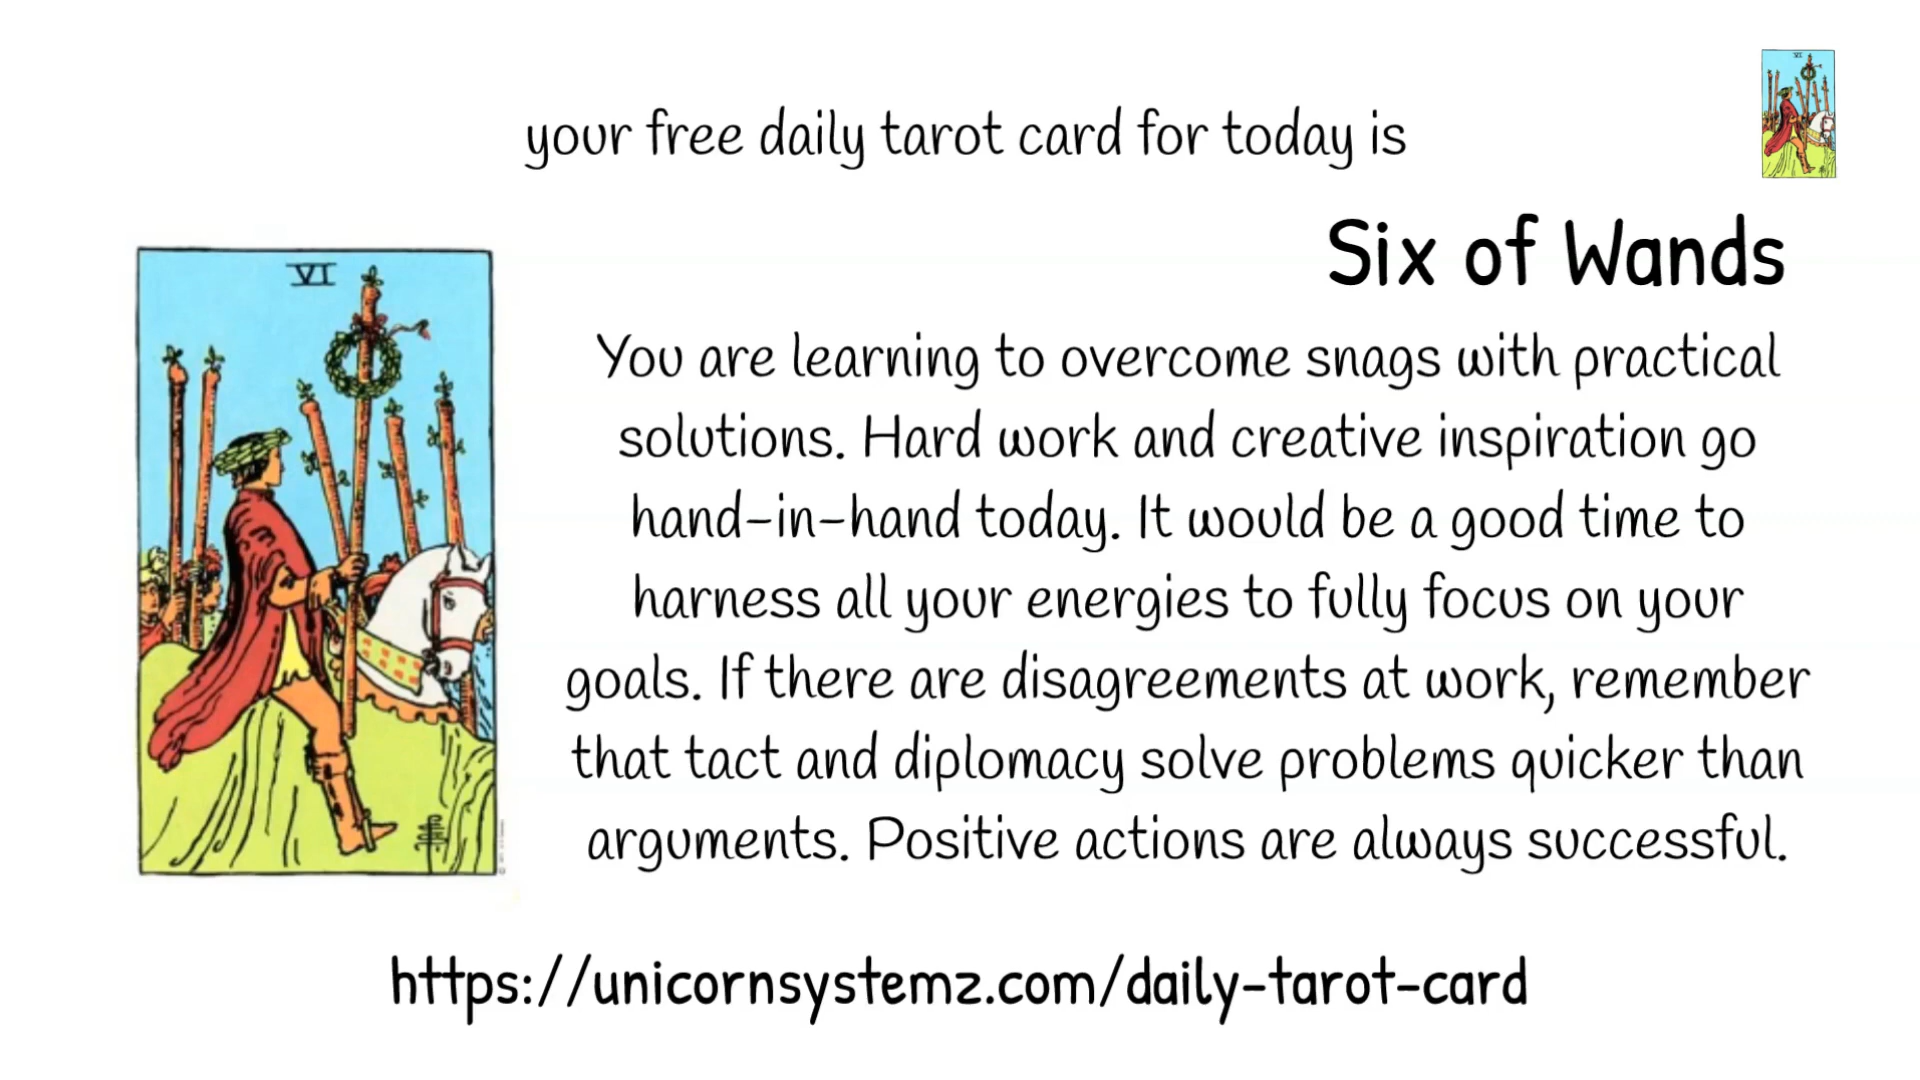 your free daily tarot card for today is
Six of Wands
VI
You are learning to overcome snags with practical
solutions. Hard work and creative inspiration go
hand-in-hand today. It would be a good time to
harness all your energies to fully focus on your
goals. If there are disagreements at work, remember
that tact and diplomacy solve problems quicker than
arguments. Positive actions are always successful.
https://unicornsystemz.com/daily-tarot-card